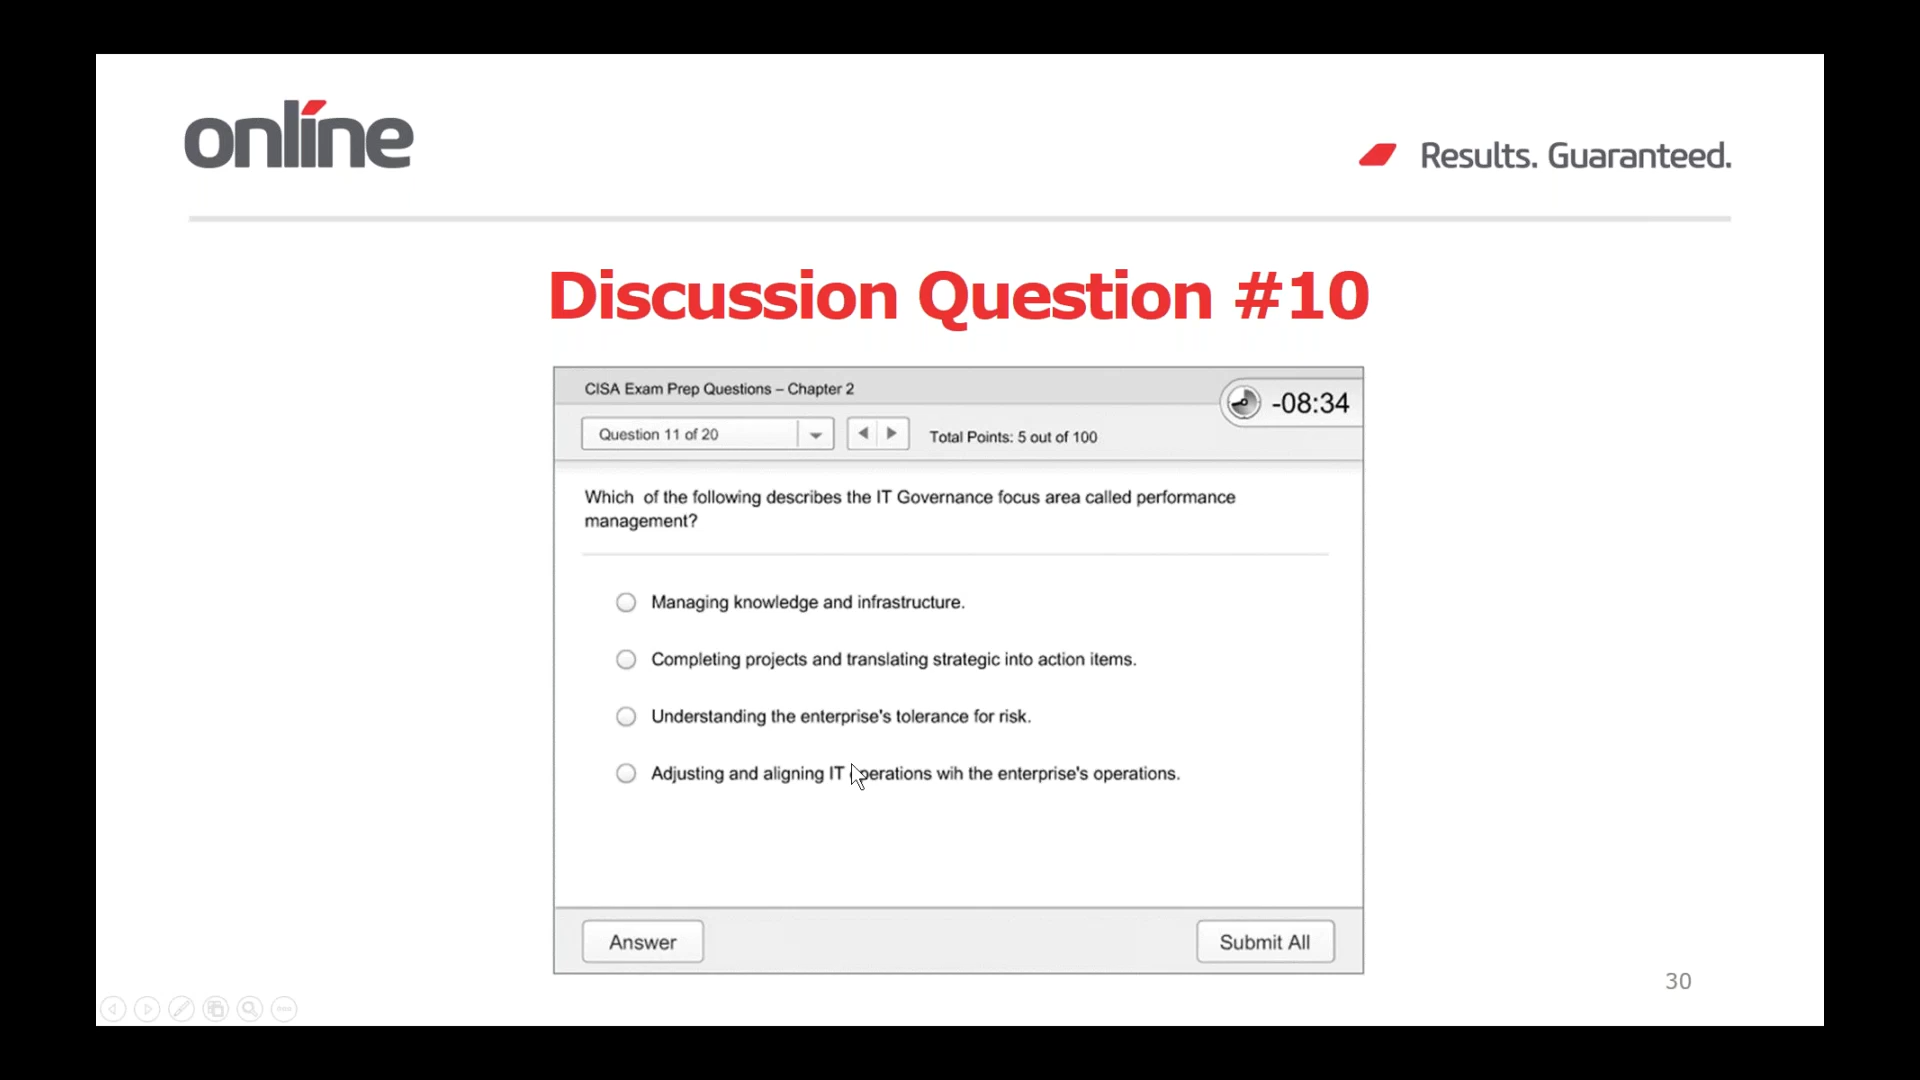 online
Results. Guaranteed.
Discussion Question #10
CISA Exam Prep Questions – Chapter 2
-08:34
Question 11 of 20
Total Points: 5 out of 100
Which of the following describes the IT Governance focus area called performance
management?
Managing knowledge and infrastructure.
Completing projects and translating strategic into action items.
Understanding the enterprise's tolerance for risk.
Adjusting and aligning IT operations wih the enterprise's operations.
Answer
Submit All
30